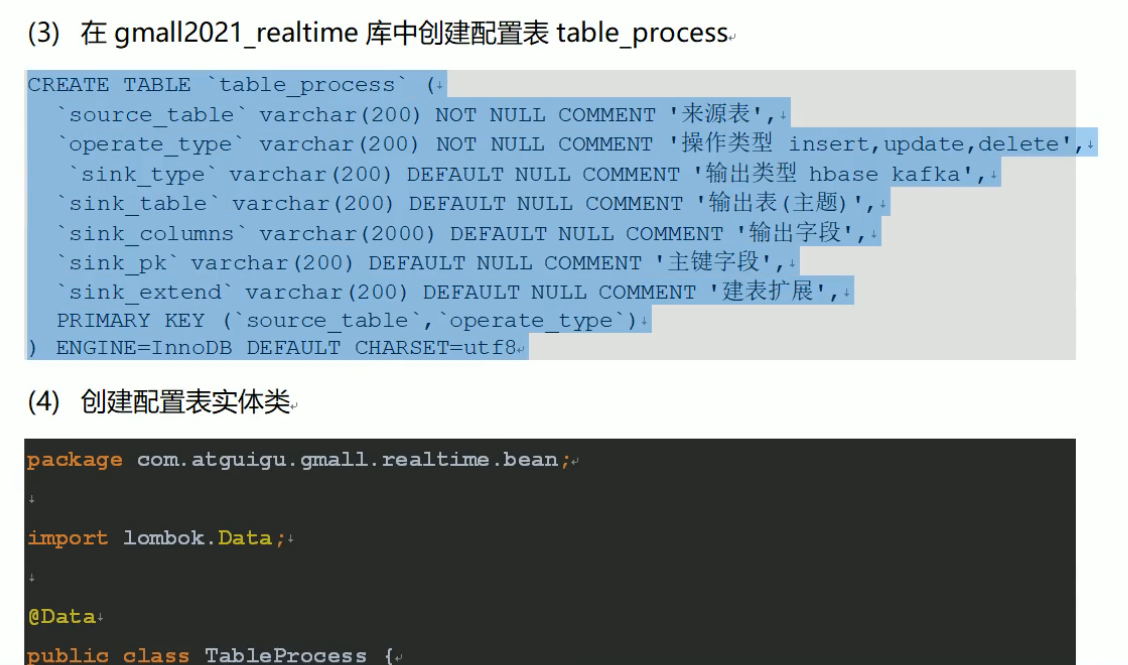 (3) 在 gmall2021_realtime 库中创建配置表 table_process
CREATE TABLE `table_process` (
`source_table` varchar(200) NOT NULL COMMENT '来源表',
`operate_type` varchar(200) NOT NULL COMMENT '操作类型 insert,update,delete',
`sink_type` varchar(200) DEFAULT NULL COMMENT '输出类型 hbase kafka',
`sink_table` varchar(200) DEFAULT NULL COMMENT '输出表(主题)',
`sink_columns` varchar(2000) DEFAULT NULL COMMENT '输出字段',
`sink_pk` varchar(200) DEFAULT NULL COMMENT '主键字段',
`sink_extend` varchar(200) DEFAULT NULL COMMENT '建表扩展',
PRIMARY KEY (`source_table`,`operate_type`)
) ENGINE=InnoDB DEFAULT CHARSET=utf8
(4) 创建配置表实体类
package com.atguigu.gmall.realtime.bean;
import lombok.Data;
@Data
public class TableProcess {